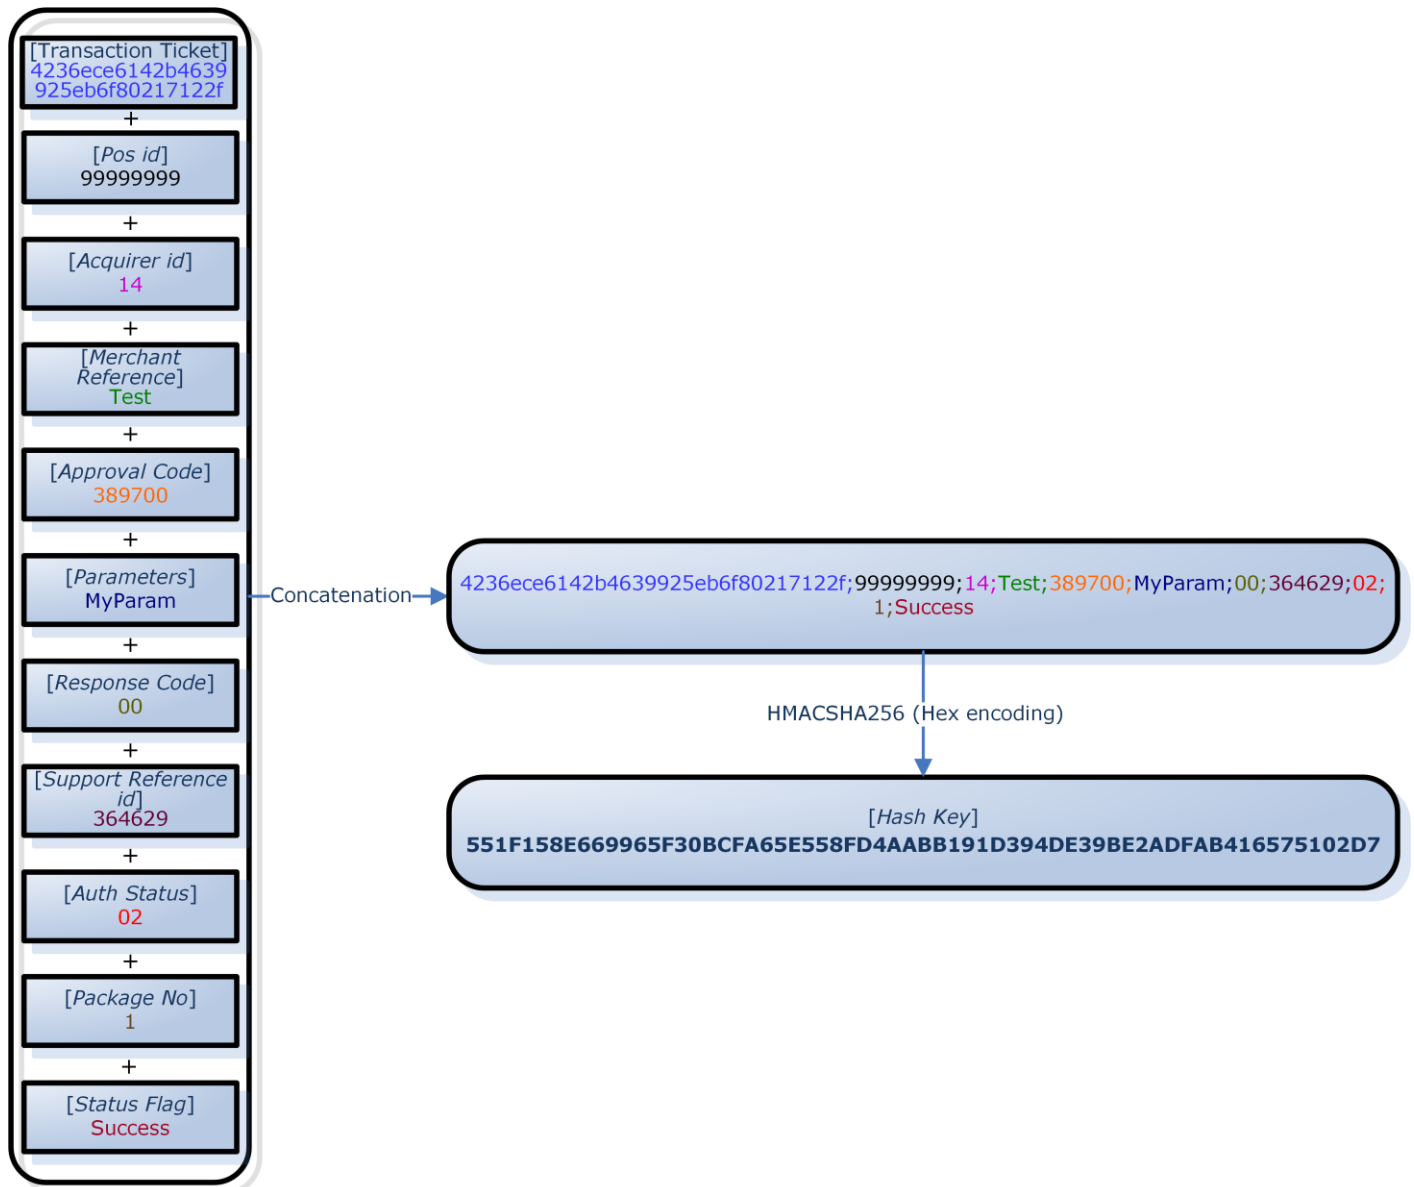 [Transaction Ticket]
4236ece6142b4639
925eb6f80217122f
+
[Pos id]
99999999
+
[Acquirer id]
14
+
[Merchant
Reference]
Test
+
[Approval Code]
389700
+
[Parameters]
MyParam
+
[Response Code]
00
+
[Support Reference
id]
364629
+
[Auth Status]
02
+
[Package No]
1
+
[Status Flag]
Success
Concatenation
4236ece6142b4639925eb6f80217122f;99999999;14;Test;389700;MyParam;00;364629;02;
1;Success
HMACSHA256 (Hex encoding)
[Hash Key]
551F158E669965F30BCFA65E558FD4AABB191D394DE39BE2ADFAB416575102D7